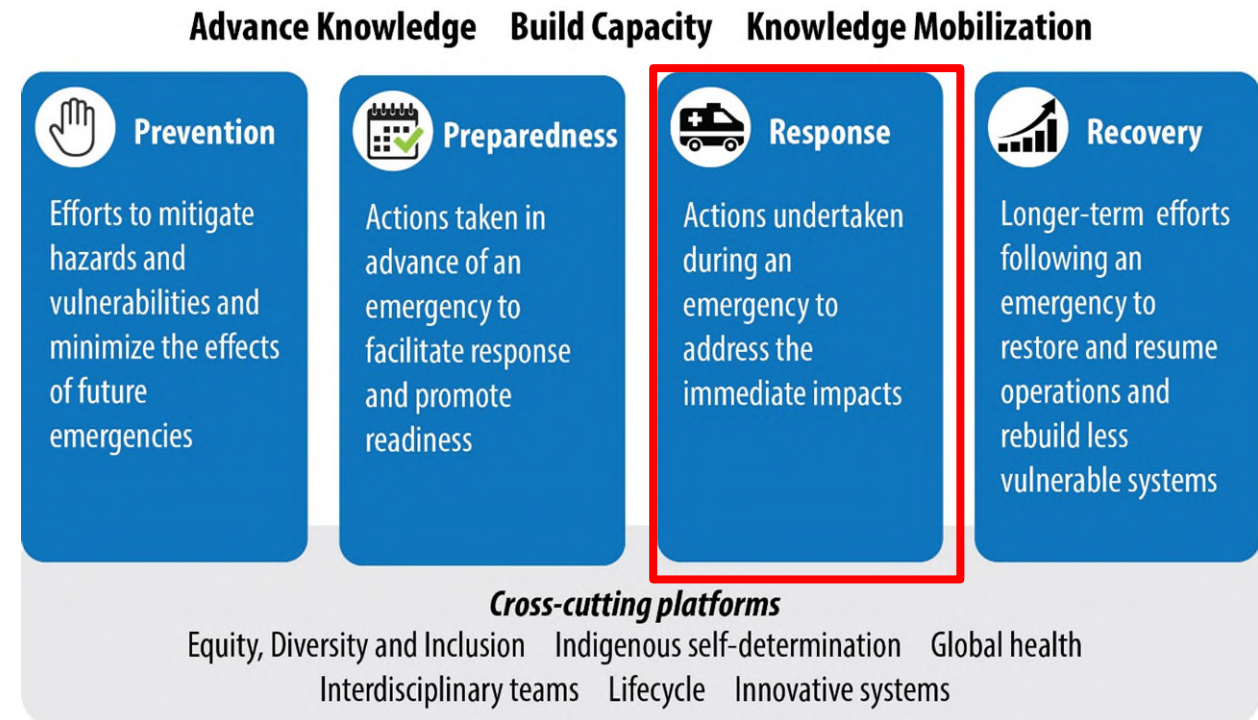 Advance Knowledge Build Capacity Knowledge Mobilization
Prevention
Efforts to mitigate
hazards and
vulnerabilities and
minimize the effects
of future
emergencies
Preparedness
Actions taken in
advance of an
emergency to
facilitate response
and promote
readiness
Response
Actions undertaken
during an
emergency to
address the
immediate impacts
Recovery
Longer-term efforts
following an
emergency to
restore and resume
operations and
rebuild less
vulnerable systems
Cross-cutting platforms
Equity, Diversity and Inclusion Indigenous self-determination Global health
Interdisciplinary teams Lifecycle Innovative systems